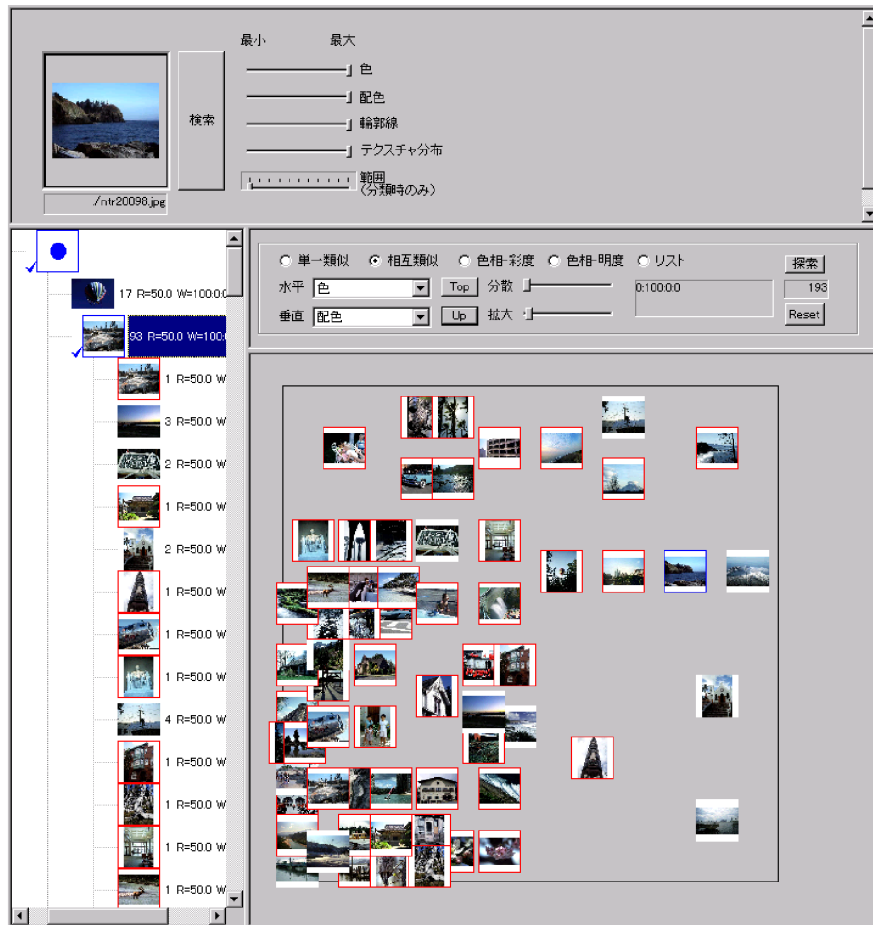 最小 最大
色
配色
検索
輪郭線
テクスチャ分布
範囲
(分類時のみ)
./ntr20098.jpg
単一類似 相互類似 色相-彩度 色相-明度 リスト 探索
水平 色 Top 分散 0:100:0:0 193
垂直 配色 Up 拡大 Reset
17 R=50.0 W=100:0:0
93 R=50.0 W=100:
1 R=50.0 W
3 R=50.0 W
2 R=50.0 W
1 R=50.0 W
2 R=50.0 W
1 R=50.0 W
1 R=50.0 W
1 R=50.0 W
4 R=50.0 W
1 R=50.0 W
1 R=50.0 W
1 R=50.0 W
1 R=50.0 W